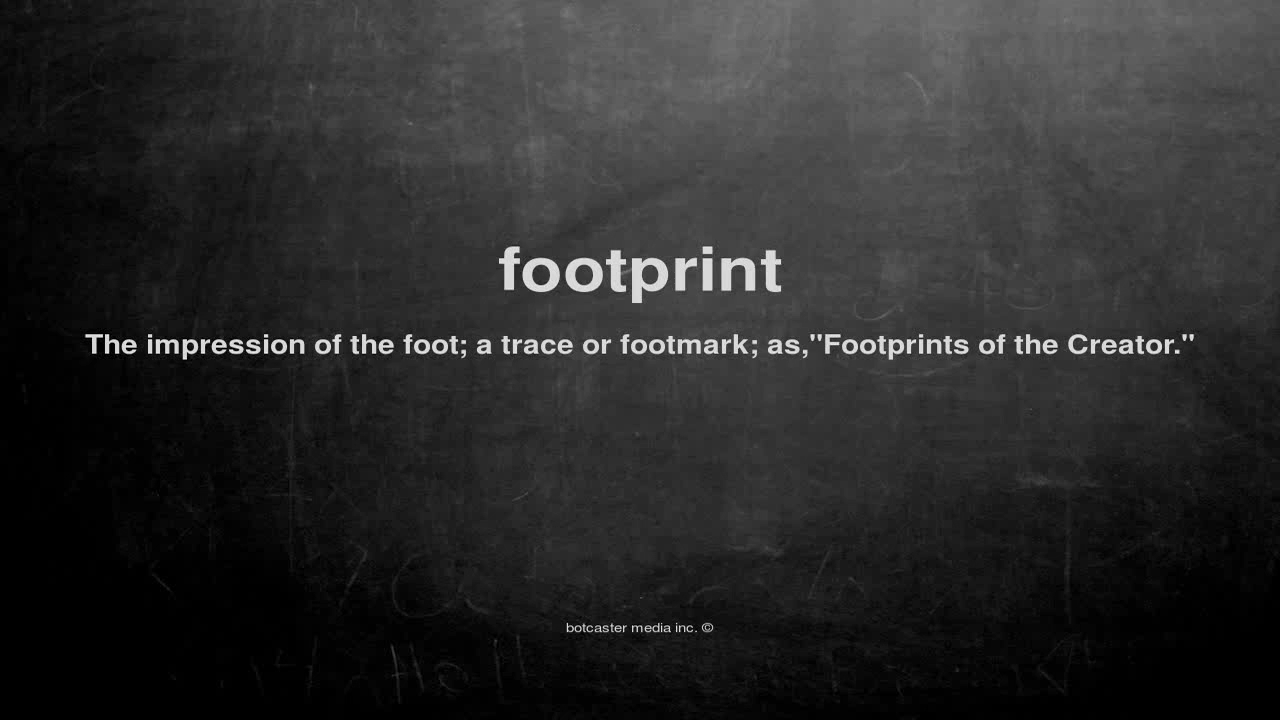 footprint
The impression of the foot; a trace or footmark; as,"Footprints of the Creator."
botcaster media inc. ©